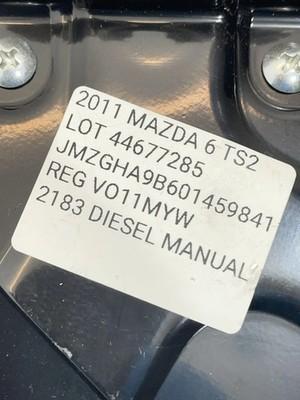 2011 MAZDA 6 TS2
LOT 44677285
JMZGHA9B601459841
REG VO11MYW
2183 DIESEL MANUAL